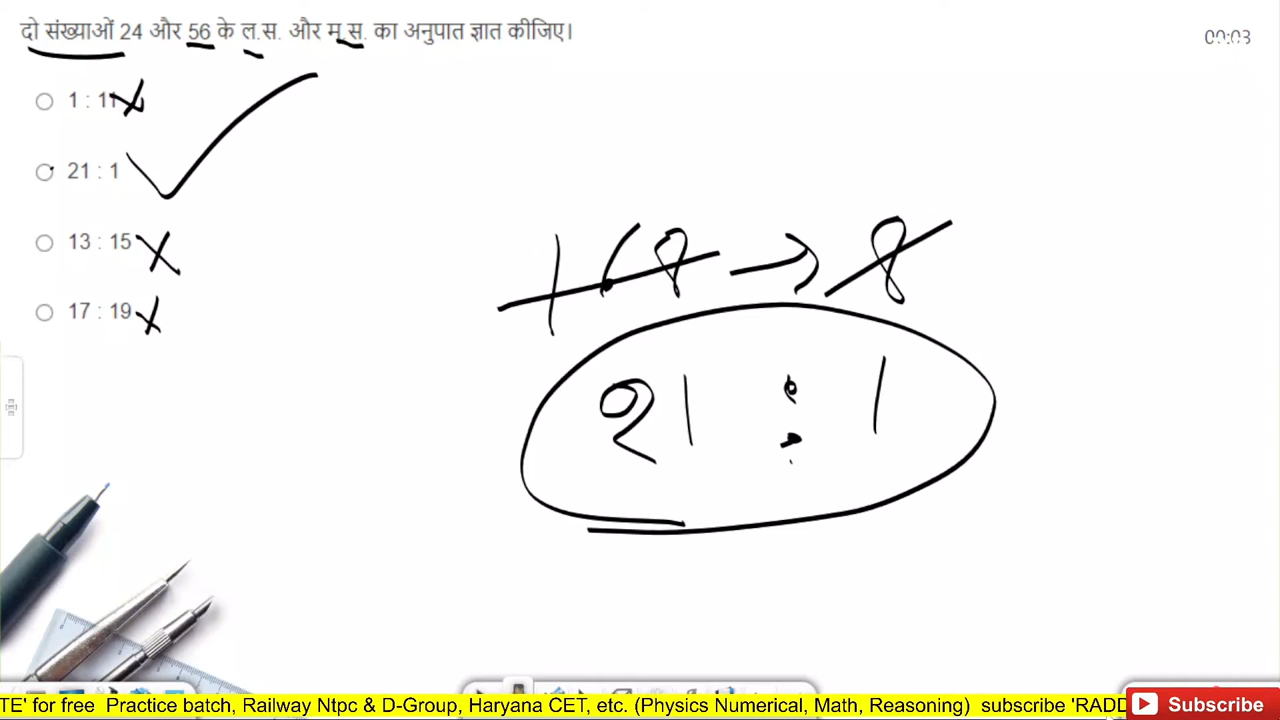 दो संख्याओं 24 और 56 के ल.स. और म.स. का अनुपात ज्ञात कीजिए।
00:03
1 : 11
21 : 1
13 : 15
17 : 19
168 → 8
21 : 1
TE' for free Practice batch, Railway Ntpc & D-Group, Haryana CET, etc. (Physics Numerical, Math, Reasoning) subscribe 'RADD
Subscribe